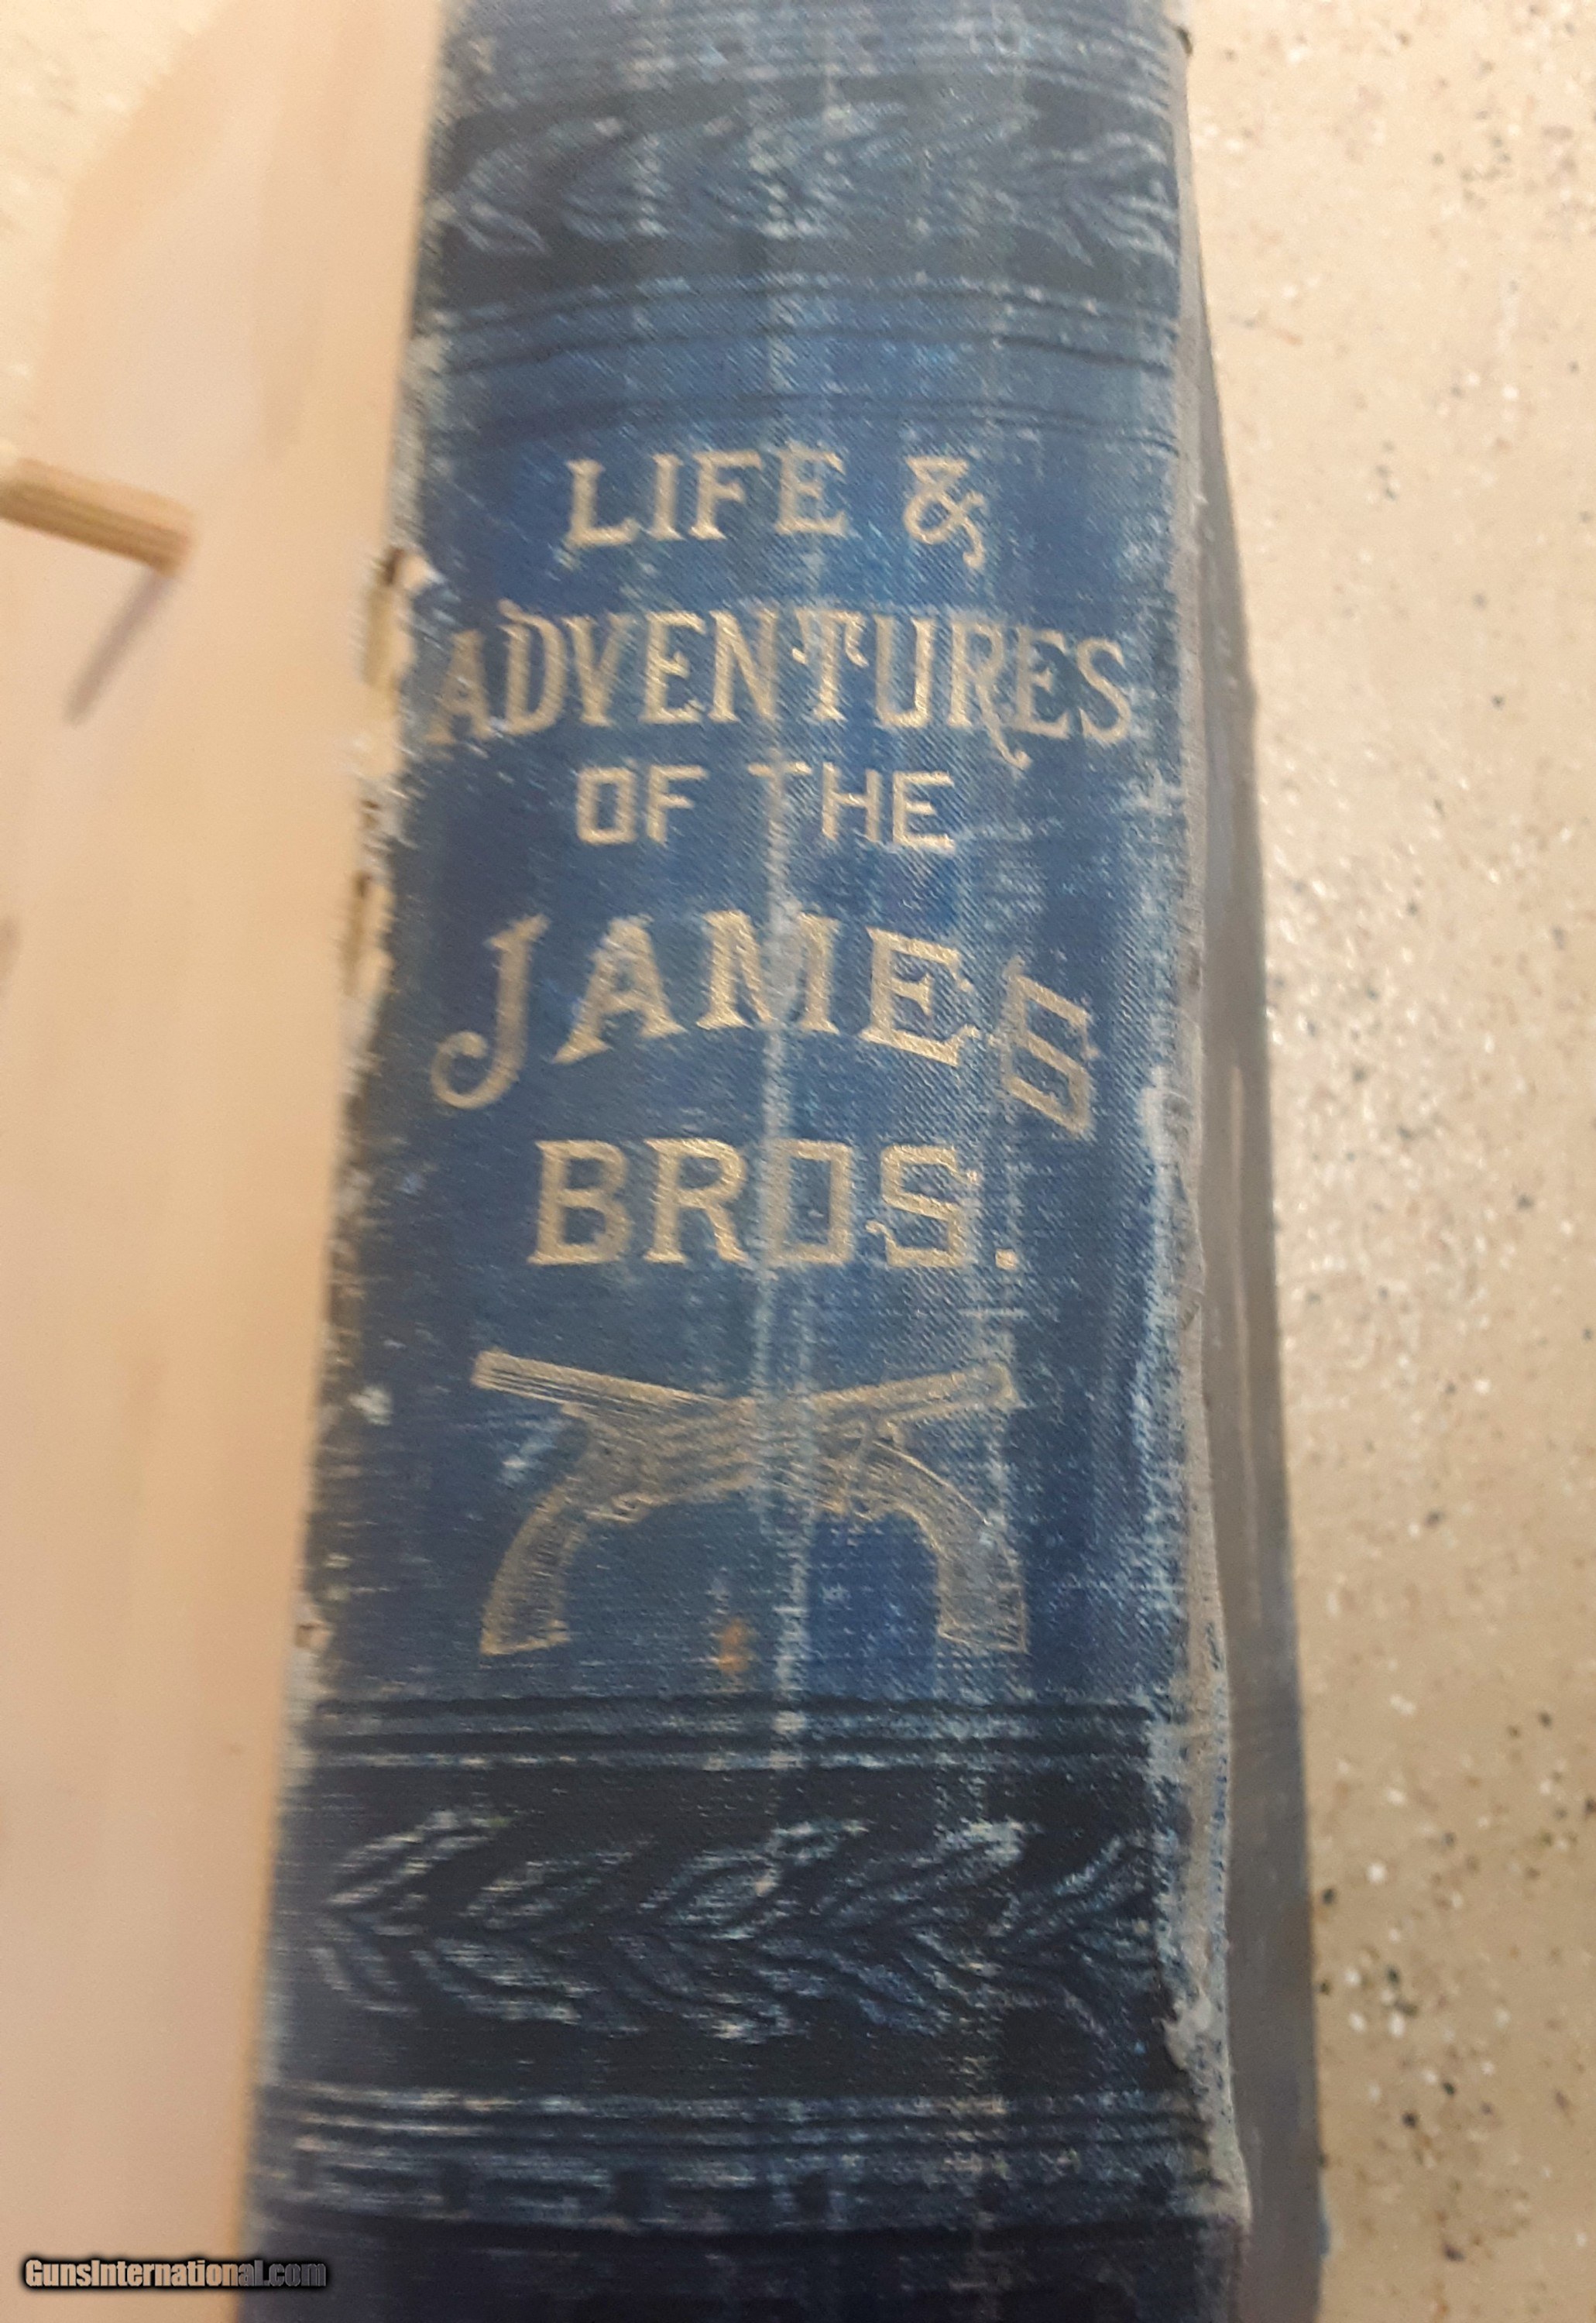 LIFE &
ADVENTURES
OF THE
JAMES
BROS.
GunsInternational.com